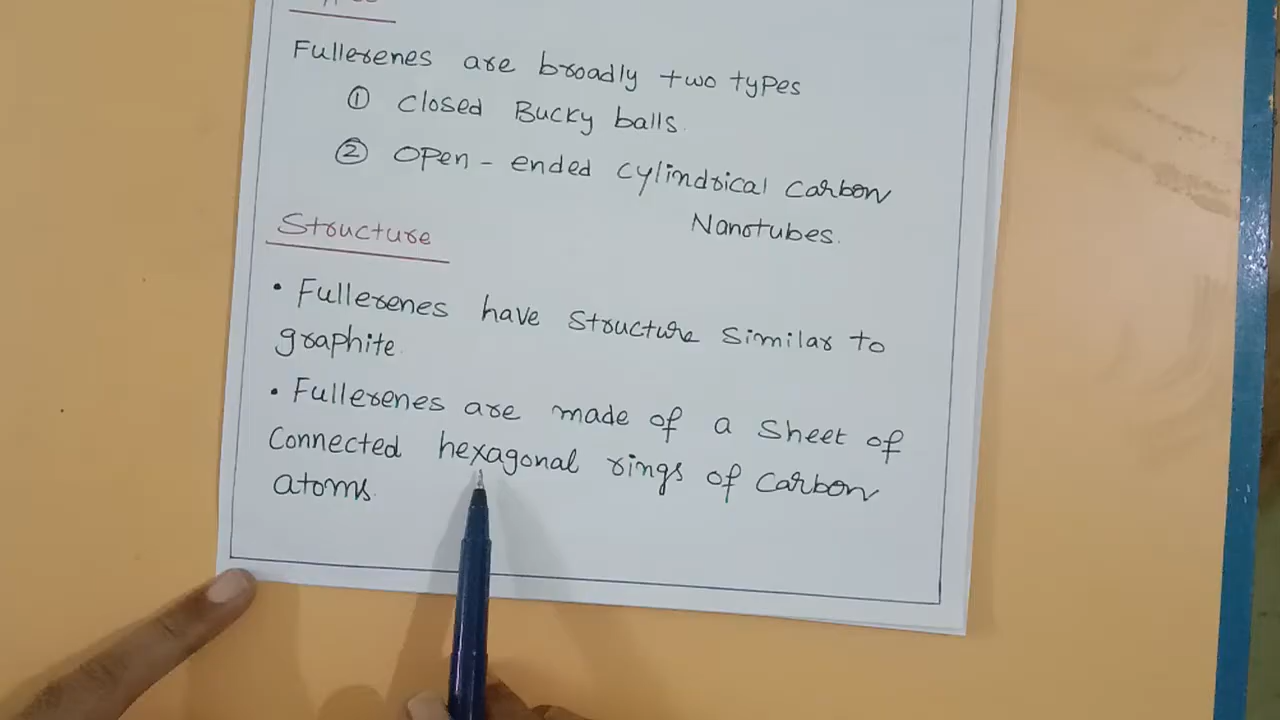 Fullerenes are broadly two types
① Closed Bucky balls.
② Open-ended cylindrical carbon
Nanotubes.
Structure
• Fullerenes have structure similar to
graphite.
• Fullerenes are made of a sheet of
connected hexagonal rings of carbon
atoms.